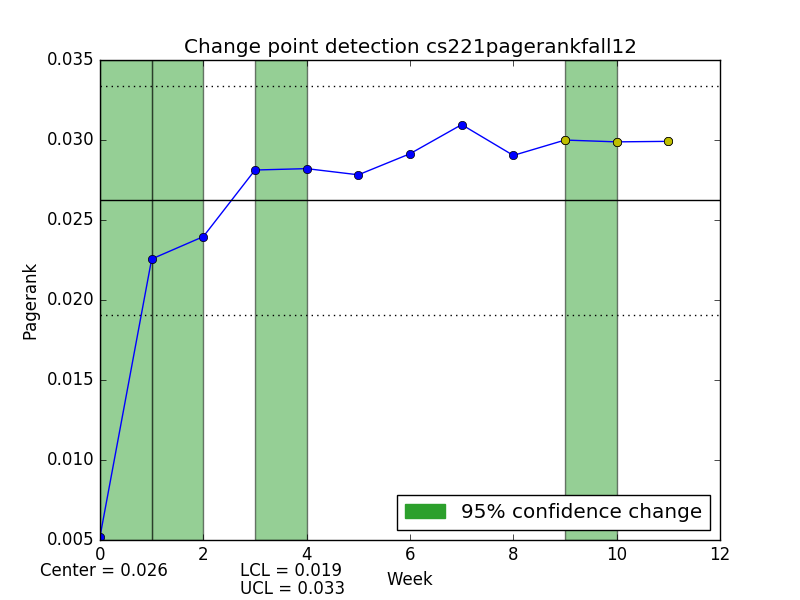 Change point detection cs221pagerankfall12
0.035
0.030
0.025
0.020
0.015
0.010
0.005
Pagerank
95% confidence change
0 2 4 6 8 10 12
Center = 0.026 LCL = 0.019
Week
UCL = 0.033